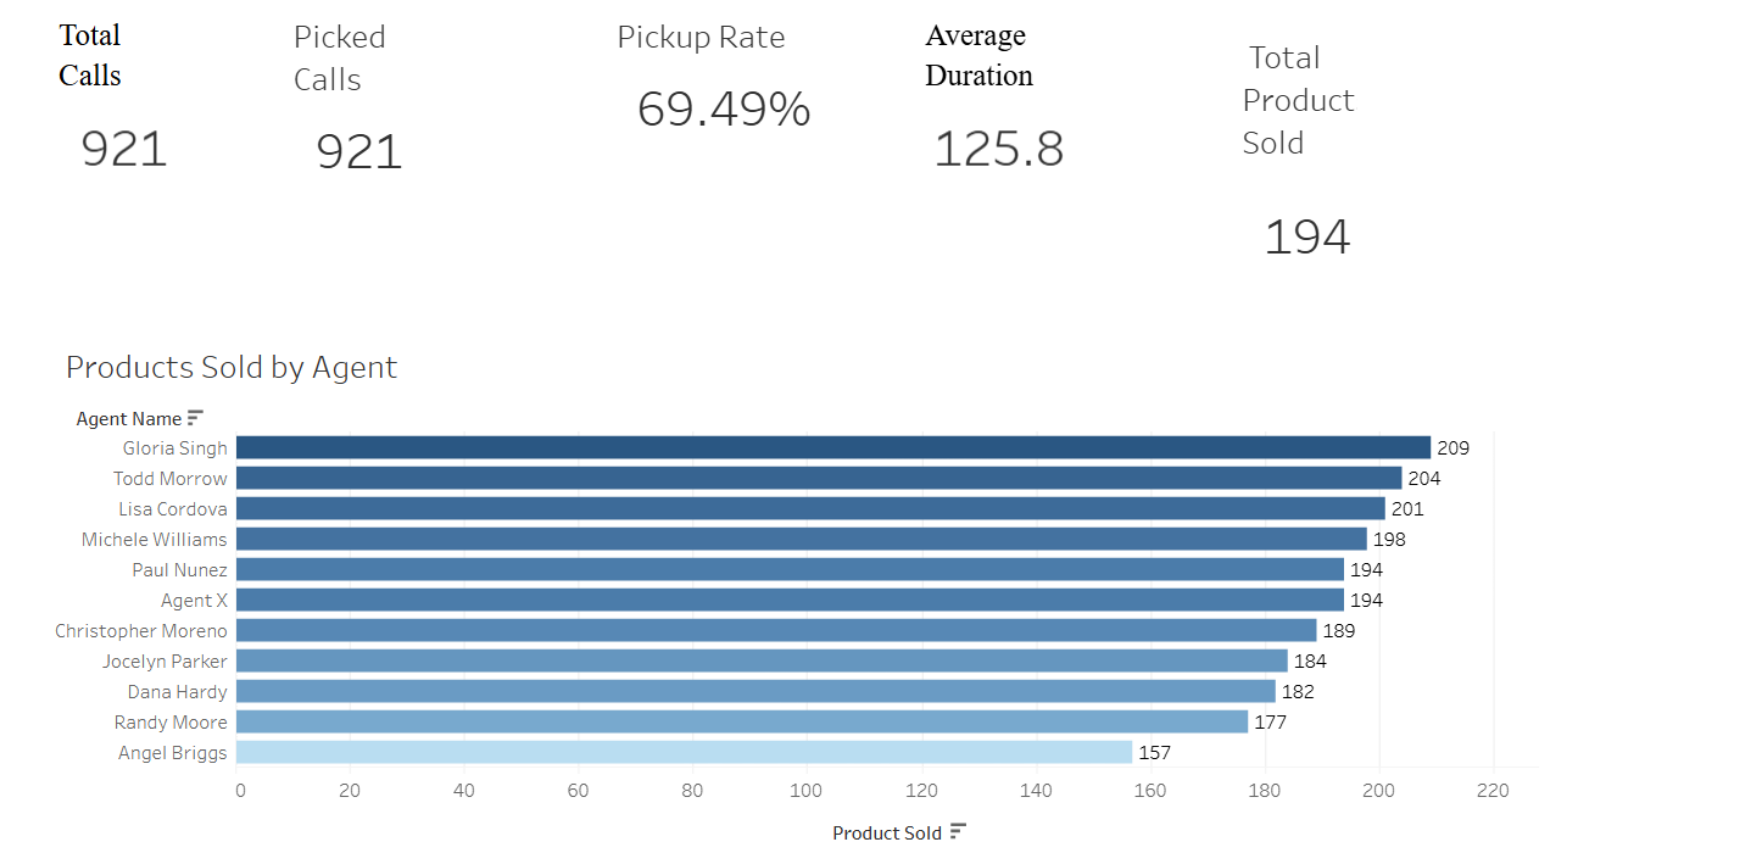 Total
Calls
921
Picked
Calls
921
Pickup Rate
69.49%
Average
Duration
125.8
Total
Product
Sold
194
Products Sold by Agent
Agent Name
Gloria Singh 209
Todd Morrow 204
Lisa Cordova 201
Michele Williams 198
Paul Nunez 194
Agent X 194
Christopher Moreno 189
Jocelyn Parker 184
Dana Hardy 182
Randy Moore 177
Angel Briggs 157
0 20 40 60 80 100 120 140 160 180 200 220
Product Sold